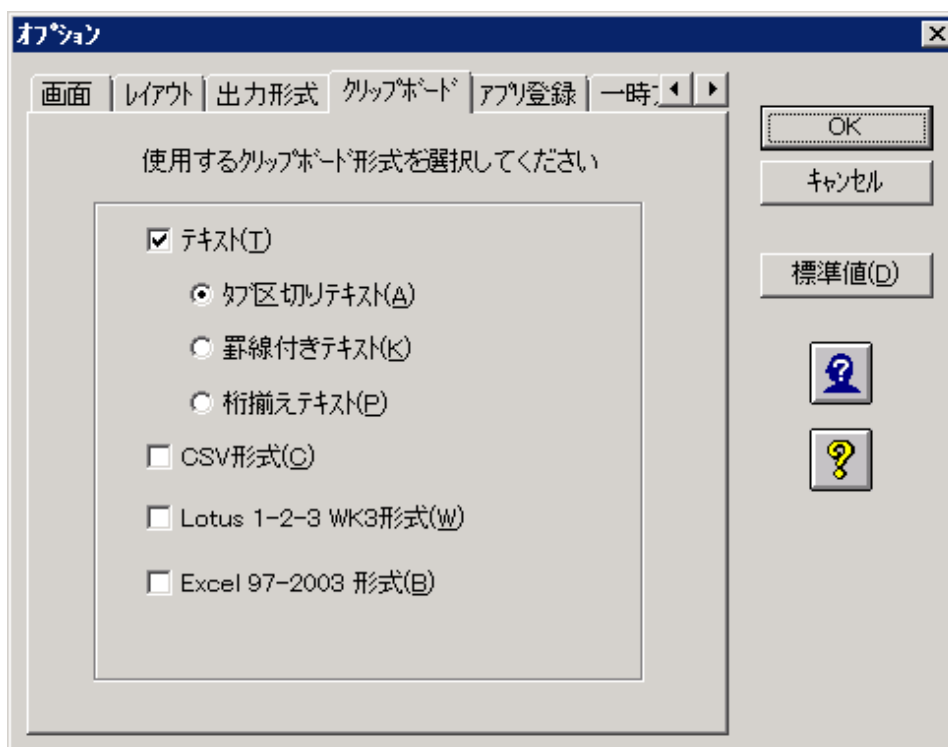 オプション
画面
レイアウト
出力形式
クリップボード
アプリ登録
一時
OK
使用するクリップボード形式を選択してください
キャンセル
テキスト(T)
標準値(D)
タブ区切りテキスト(A)
罫線付きテキスト(K)
桁揃えテキスト(P)
CSV形式(C)
Lotus 1-2-3 WK3形式(W)
Excel 97-2003 形式(B)